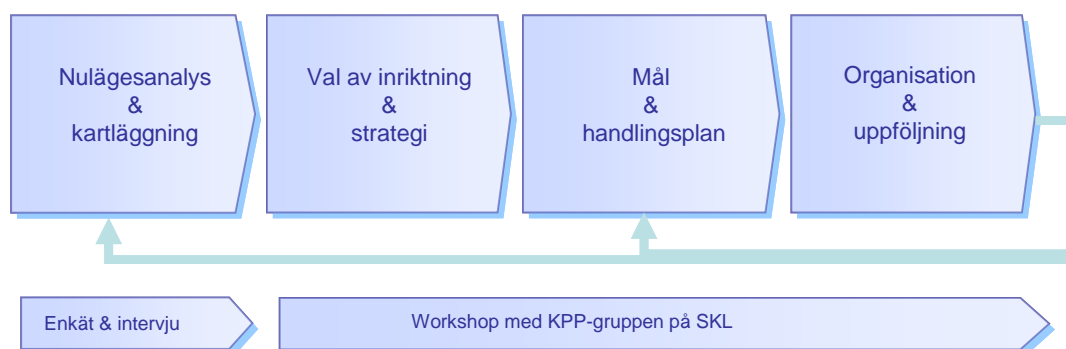 Nulägesanalys
&
kartläggning
Val av inriktning
&
strategi
Mål
&
handlingsplan
Organisation
&
uppföljning
Enkät & intervju
Workshop med KPP-gruppen på SKL